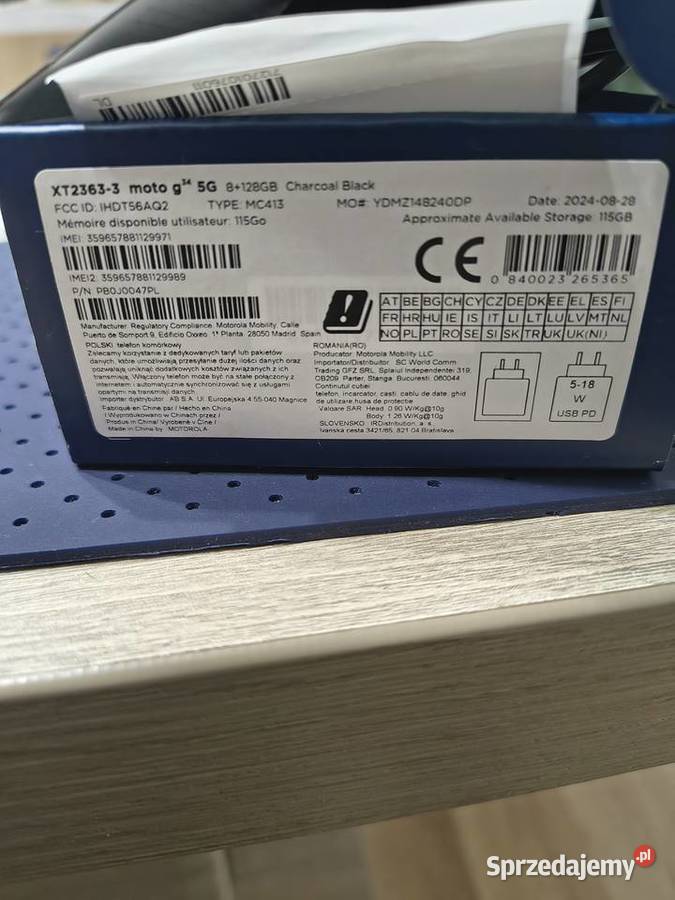 DL
XT2363-3 moto g³⁴ 5G 8+128GB Charcoal Black
FCC ID: IHDT56AQ2 TYPE: MC413 MO#: YDMZ148240DP Date: 2024-08-28
Mémoire disponible utilisateur: 115Go Approximate Available Storage: 115GB
IMEI: 359657881129971
IMEI2: 359657881129989
P/N: PB0J0047PL
CE
0 840023 265365
AT BE BG CH CY CZ DE DK EE EL ES FI
FR HR HU IE IS IT LI LT LU LV MT NL
NO PL PT RO SE SI SK TR UK UK(NI)
Manufacturer: Regulatory Compliance, Motorola Mobility, Calle
Puerto de Somport 9, Edificio Oxxeo, 1ª Planta, 28050 Madrid, Spain
POLSKI: telefon komórkowy
Zalecamy korzystanie z dedykowanych taryf lub pakietów
danych, które umożliwiają przesyłanie dużej ilości danych oraz
pozwalają uniknąć dodatkowych kosztów związanych z ich
transmisją. Włączony telefon może być na stałe połączony z
internetem i automatycznie synchronizować się z usługami
opartymi na transmisji danych
Importer/distributor: AB S.A. Ul. Europejska 4 55-040 Magnice
Fabriqué en Chine par / Hecho en China
/ Wyprodukowano w Chinach przez /
Produs in China/ Vyrobené v Číne /
Made in China by : MOTOROLA
ROMANIA(RO)
Producator: Motorola Mobility LLC
Importator/Distribuitor: SC World Comm
Trading GFZ SRL, Splaiul Independentei 319,
OB209 Parter, Stanga Bucuresti, 060044
Continutul cutiei
telefon, incarcator, casti, cablu de date, ghid
de utilizare,husa de protectie
Valoare SAR Head: 0.90 W/Kg@10g
Body: 1.26 W/Kg@10g
SLOVENSKO : IRDistribution, a. s.,
Ivánska cesta 3421/65, 821 04 Bratislava
5-18
W
USB PD
Sprzedajemy.pl